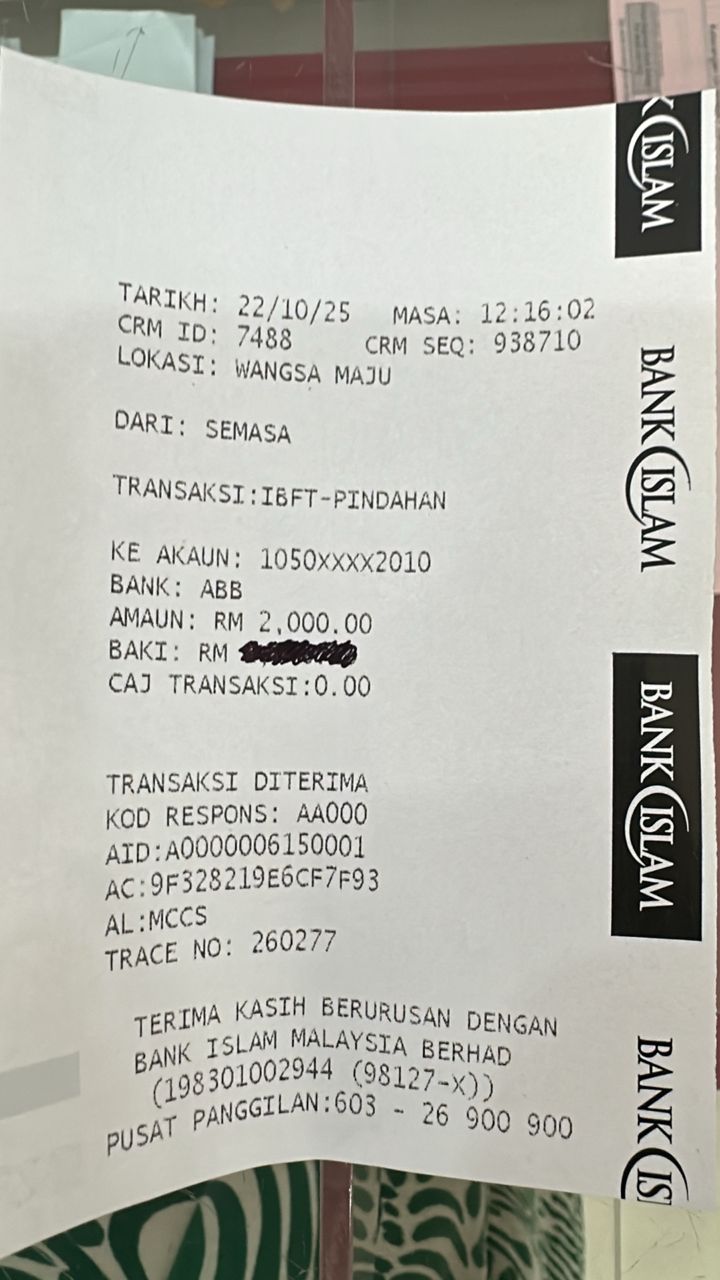 TARIKH: 22/10/25 MASA: 12:16:02
CRM ID: 7488 CRM SEQ: 938710
LOKASI: WANGSA MAJU
DARI: SEMASA
TRANSAKSI:IBFT-PINDAHAN
KE AKAUN: 1050XXXX2010
BANK: ABB
AMAUN: RM 2,000.00
BAKI: RM
CAJ TRANSAKSI:0.00
TRANSAKSI DITERIMA
KOD RESPONS: AA000
AID:A0000006150001
AC:9F328219E6CF7F93
AL:MCCS
TRACE NO: 260277
TERIMA KASIH BERURUSAN DENGAN
BANK ISLAM MALAYSIA BERHAD
(198301002944 (98127-X))
PUSAT PANGGILAN:603 - 26 900 900
K ISLAM
BANK ISLAM
BANK ISLAM
BANK IS